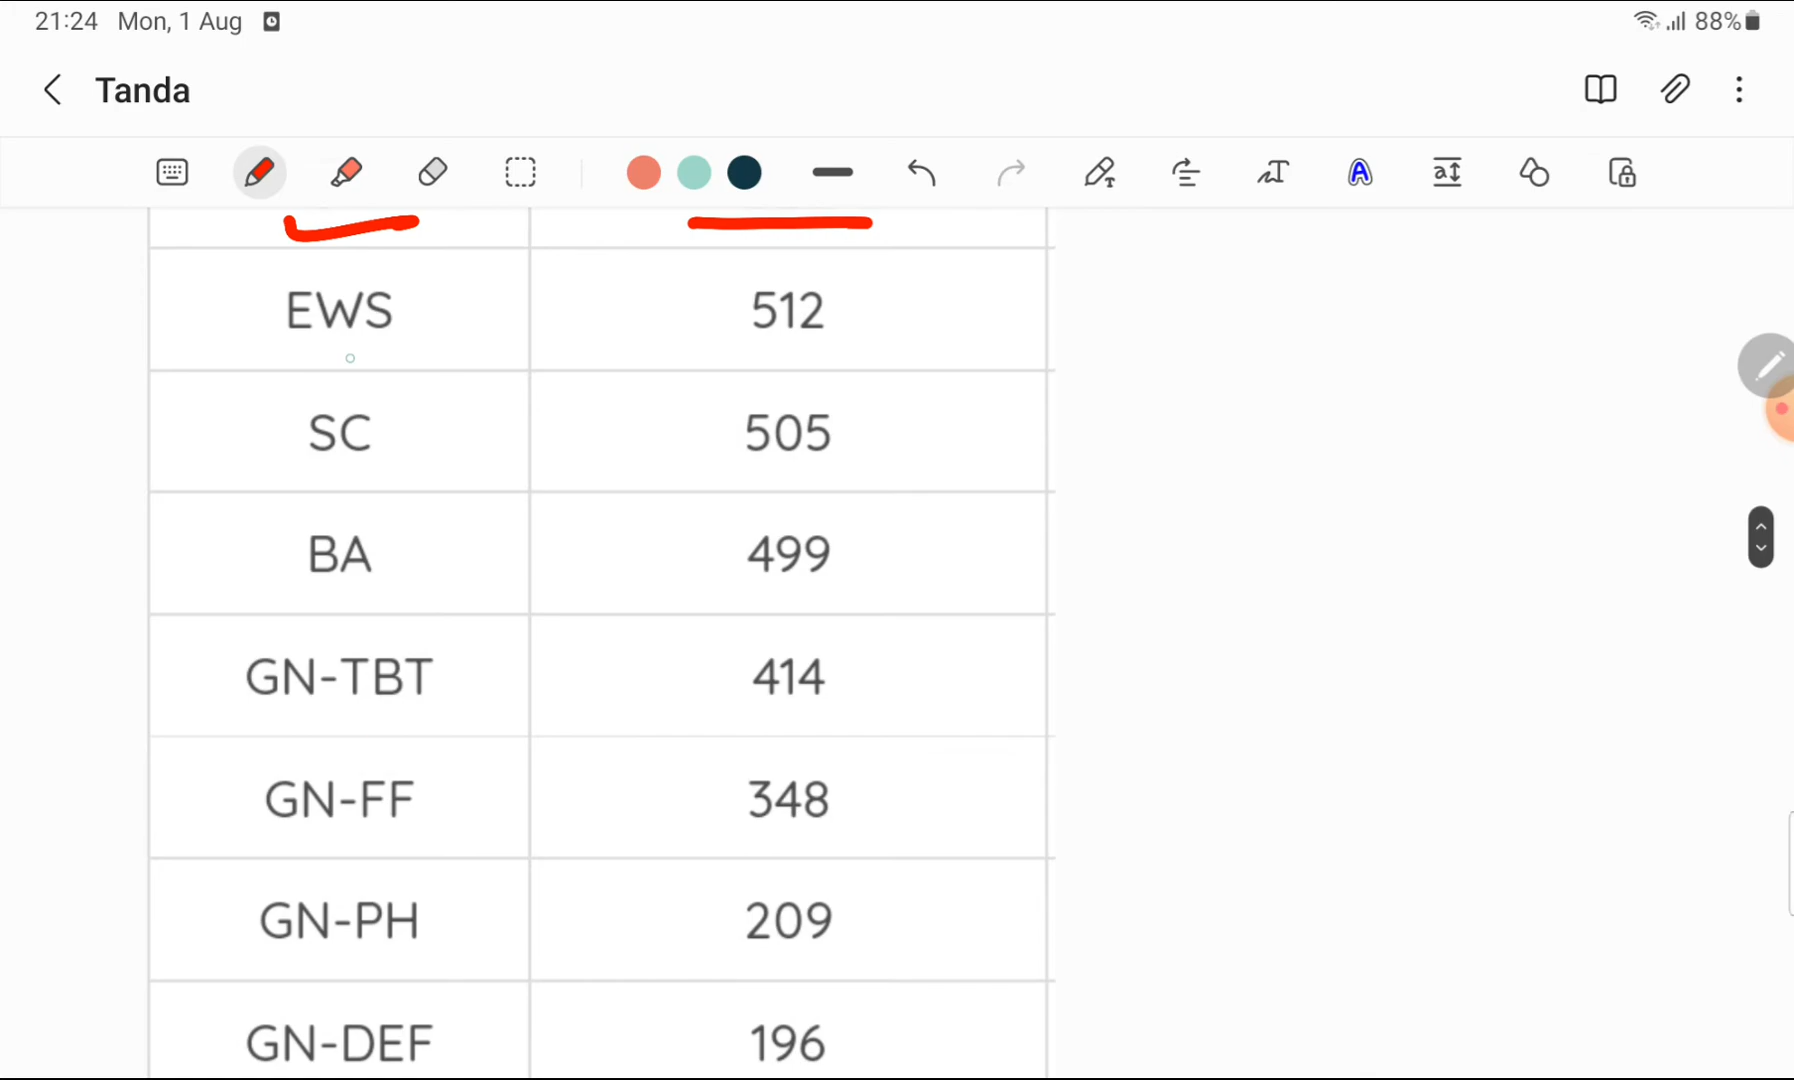 21:24 Mon, 1 Aug 88%
Tanda
EWS 512
SC 505
BA 499
GN-TBT 414
GN-FF 348
GN-PH 209
GN-DEF 196